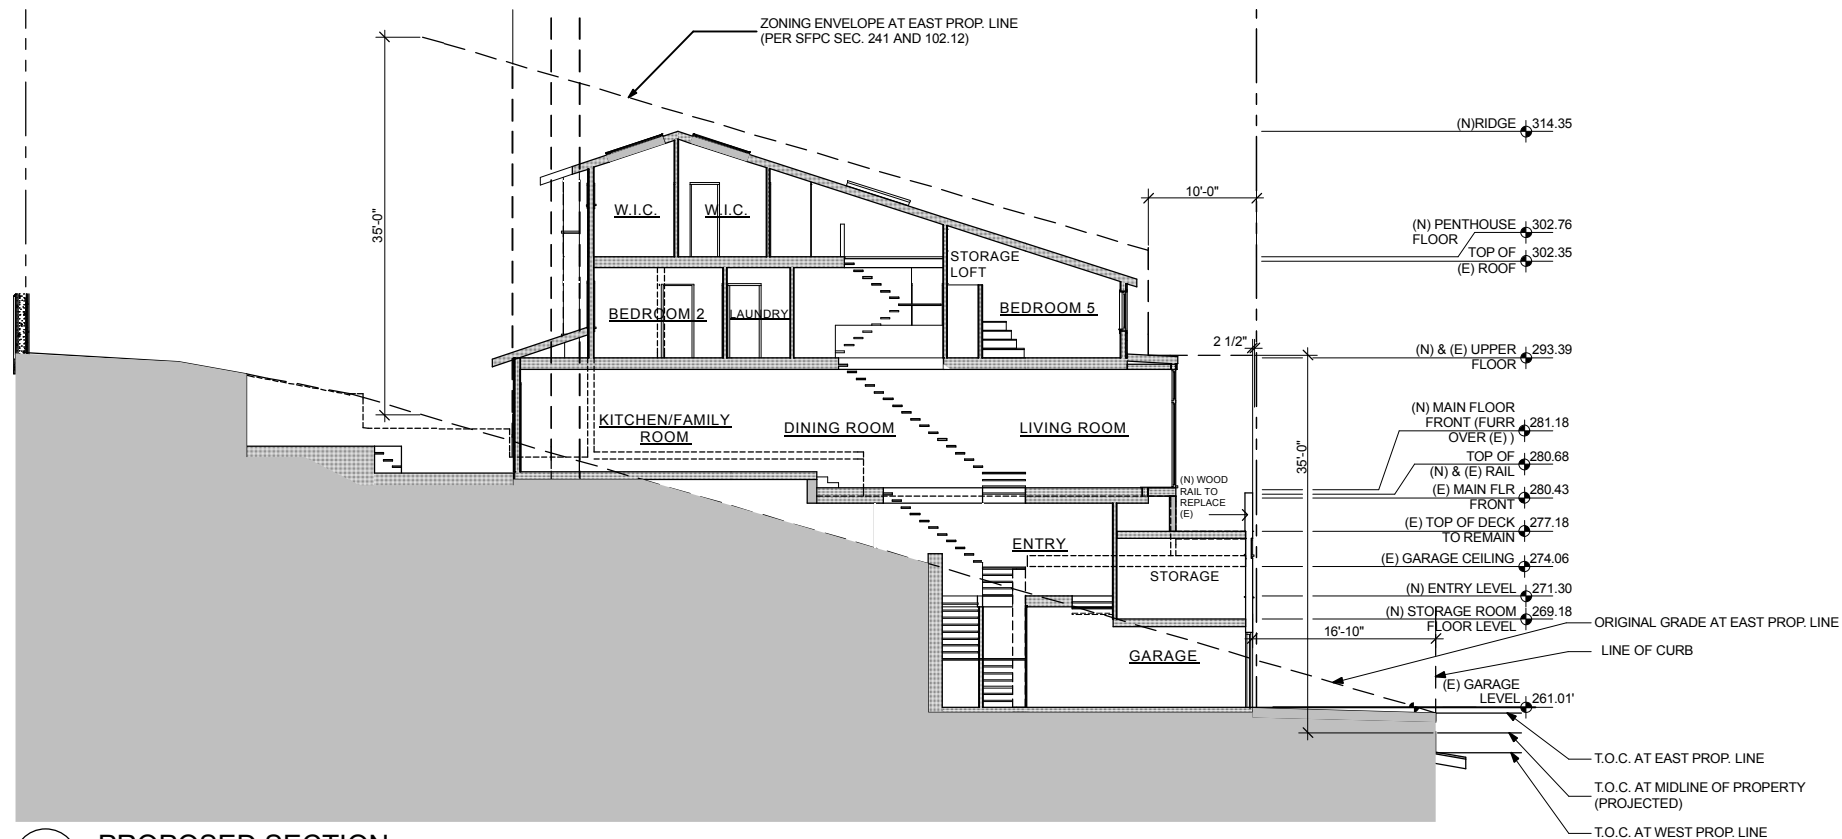 ZONING ENVELOPE AT EAST PROP. LINE
(PER SFPC SEC. 241 AND 102.12)
35'-0"
10'-0"
(N)RIDGE 314.35
(N) PENTHOUSE 302.76
FLOOR
TOP OF 302.35
(E) ROOF
W.I.C.
W.I.C.
STORAGE
LOFT
BEDROOM 2
LAUNDRY
BEDROOM 5
2 1/2"
(N) & (E) UPPER 293.39
FLOOR
KITCHEN/FAMILY
ROOM
DINING ROOM
LIVING ROOM
35'-0"
(N) MAIN FLOOR
FRONT (FURR 281.18
OVER (E) )
TOP OF 280.68
(N) & (E) RAIL
(E) MAIN FLR 280.43
FRONT
(N) WOOD
RAIL TO
REPLACE
(E)
(E) TOP OF DECK 277.18
TO REMAIN
ENTRY
STORAGE
(E) GARAGE CEILING 274.06
(N) ENTRY LEVEL 271.30
(N) STORAGE ROOM 269.18
FLOOR LEVEL
16'-10"
ORIGINAL GRADE AT EAST PROP. LINE
LINE OF CURB
GARAGE
(E) GARAGE
LEVEL 261.01'
T.O.C. AT EAST PROP. LINE
T.O.C. AT MIDLINE OF PROPERTY
(PROJECTED)
T.O.C. AT WEST PROP. LINE
PROPOSED SECTION